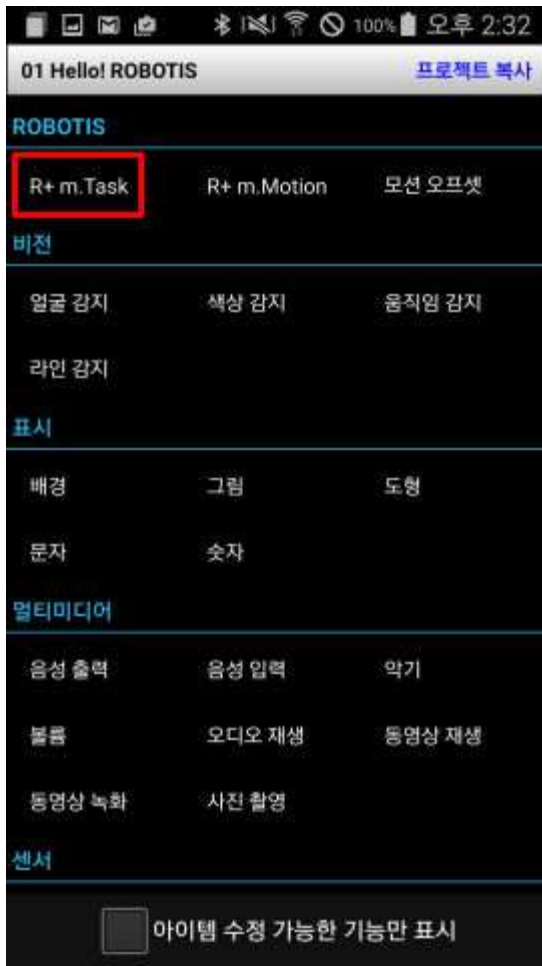 100% 오후 2:32
01 Hello! ROBOTIS 프로젝트 복사
ROBOTIS
R+ m.Task R+ m.Motion 모션 오프셋
비전
얼굴 감지 색상 감지 움직임 감지
라인 감지
표시
배경 그림 도형
문자 숫자
멀티미디어
음성 출력 음성 입력 악기
볼륨 오디오 재생 동영상 재생
동영상 녹화 사진 촬영
센서
아이템 수정 가능한 기능만 표시